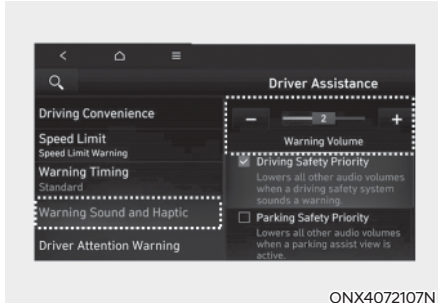 Driver Assistance
Driving Convenience
Speed Limit
Speed Limit Warning
Warning Timing
Standard
Warning Sound and Haptic
Driver Attention Warning
− 2 +
Warning Volume
Driving Safety Priority
Lowers all other audio volumes
when a driving safety system
sounds a warning.
Parking Safety Priority
Lowers all other audio volumes
when a parking assist view is
active.
ONX4072107N